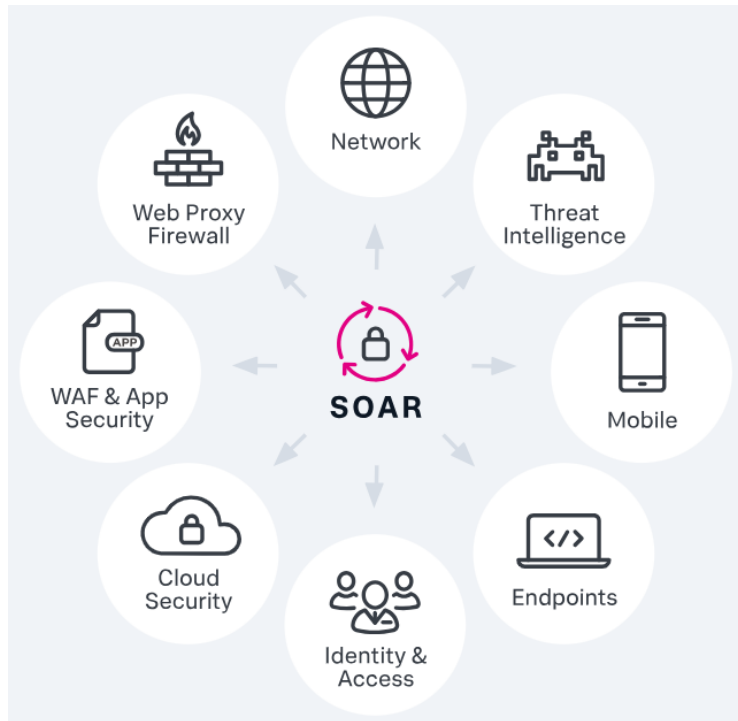 Network
Threat
Intelligence
Mobile
Endpoints
Identity &
Access
Cloud
Security
WAF & App
Security
APP
Web Proxy
Firewall
SOAR
</>